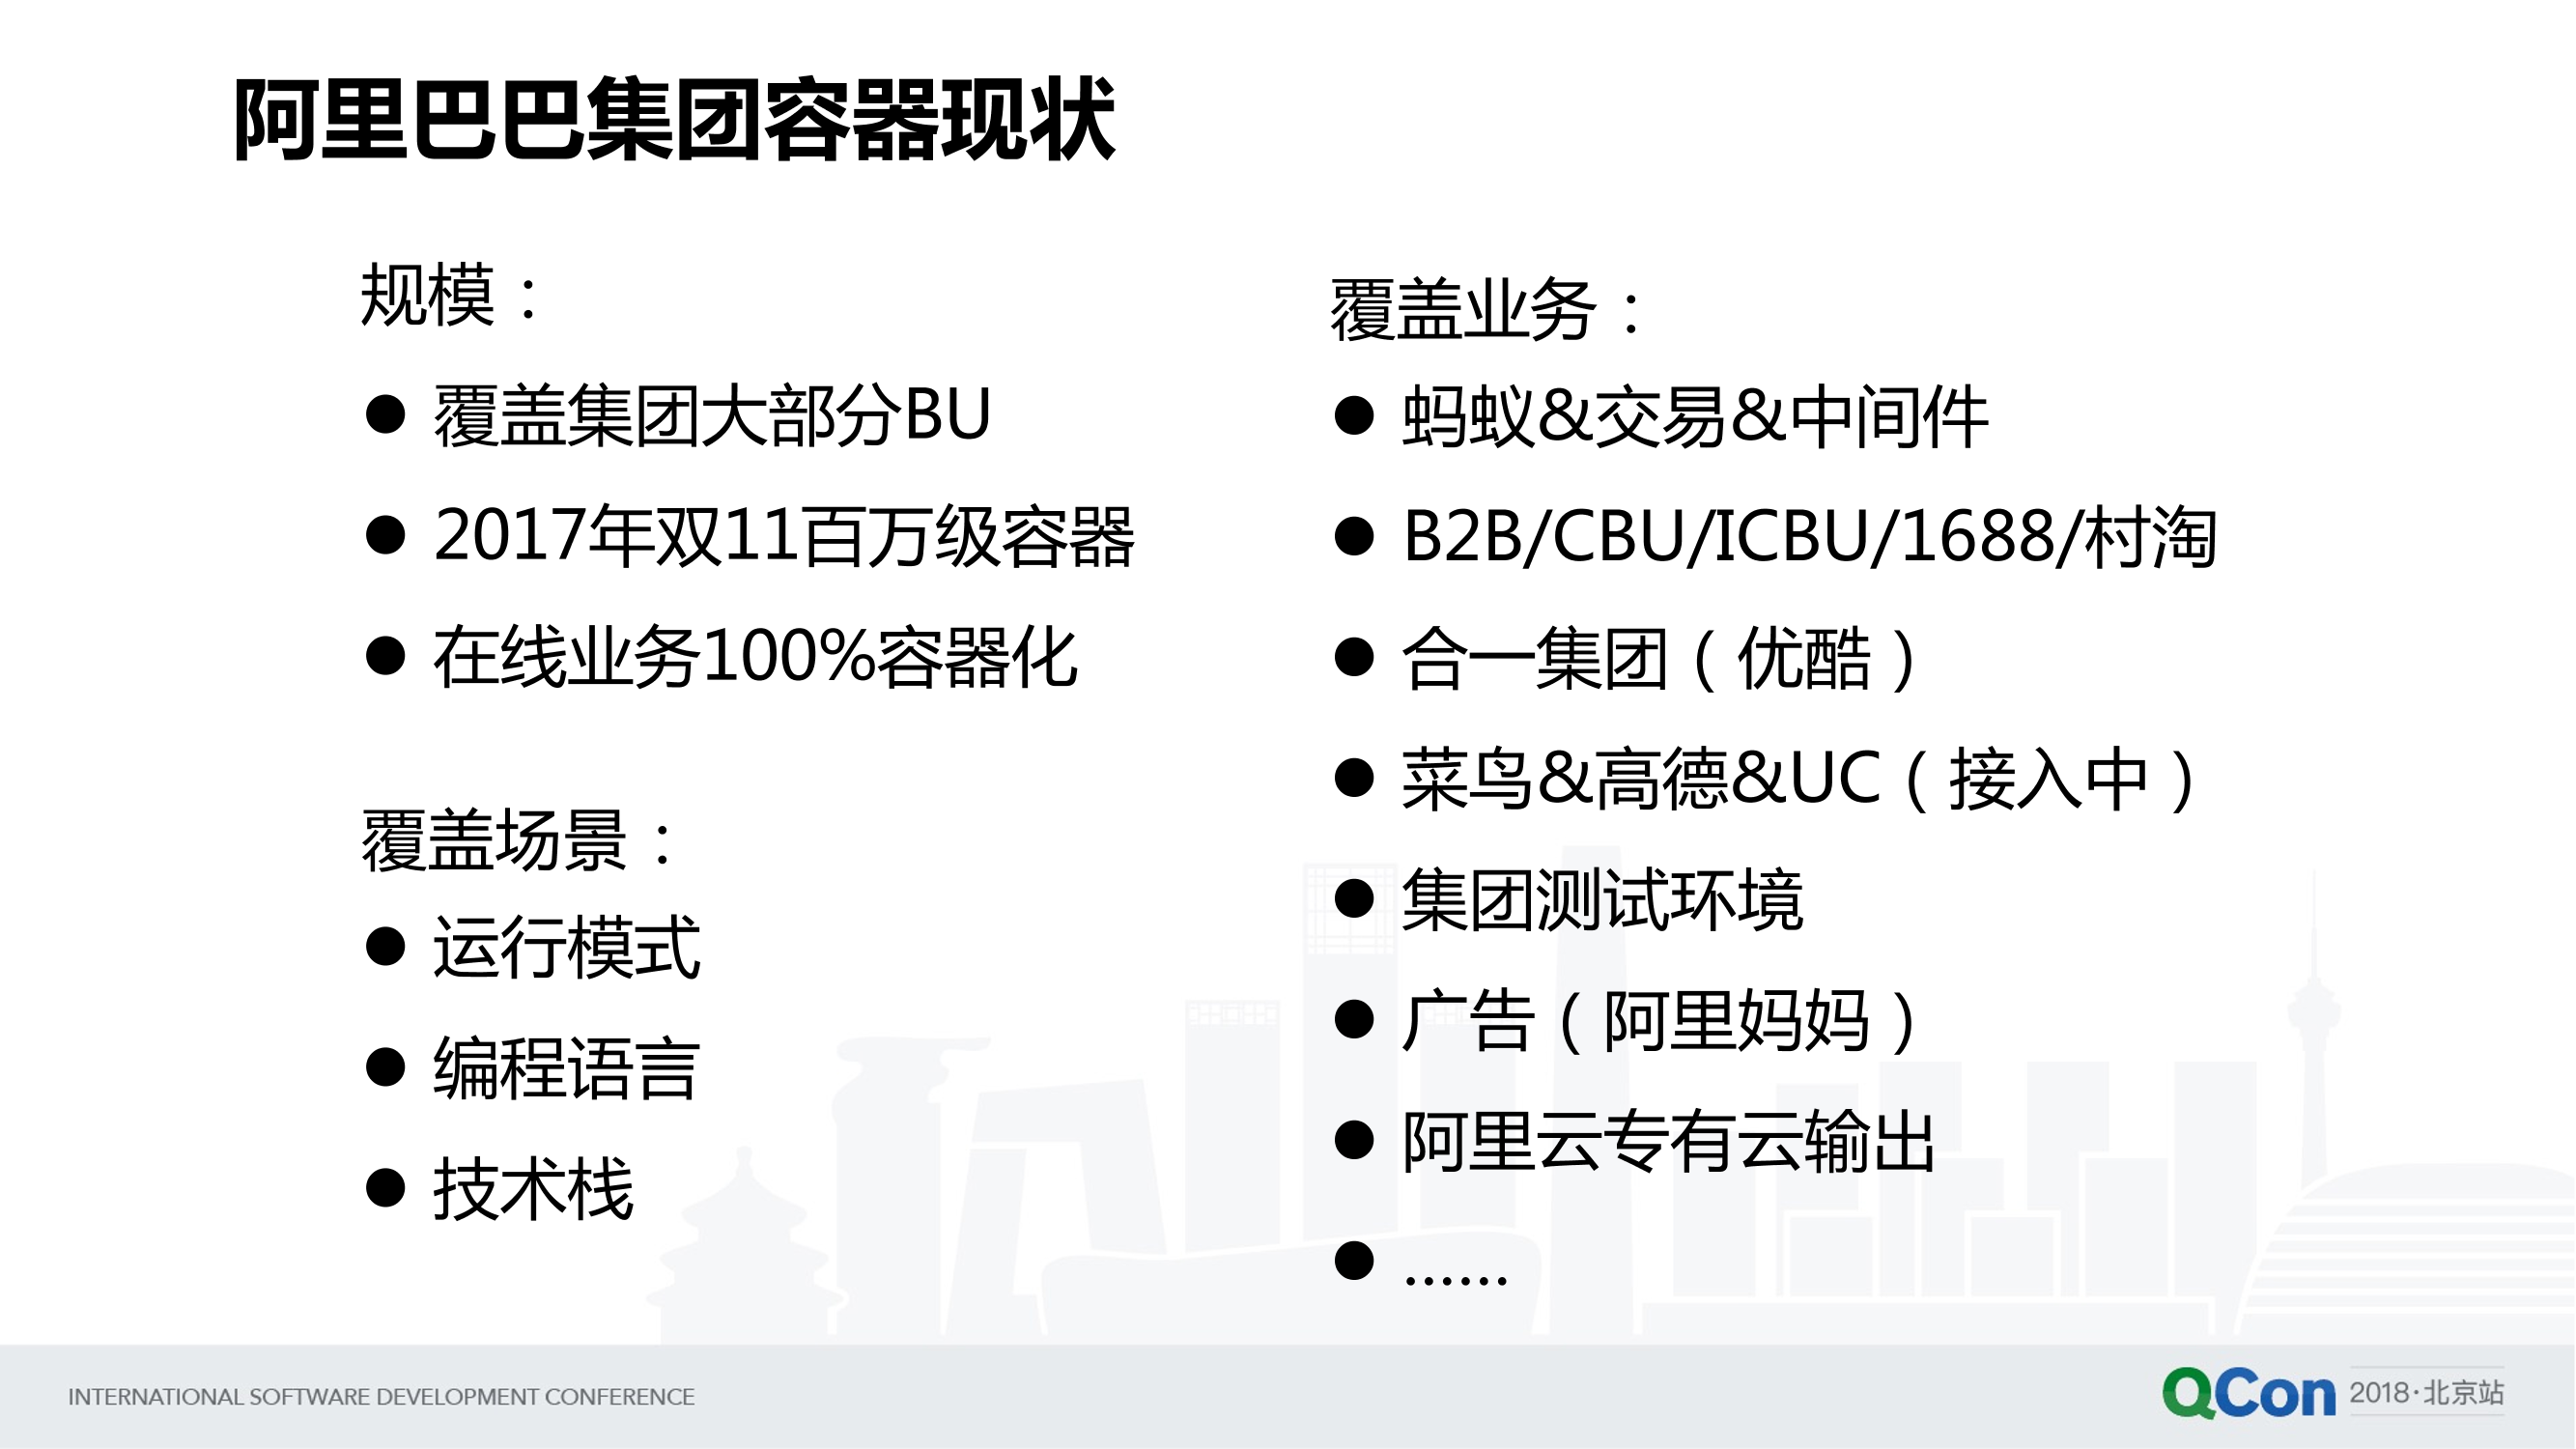 阿里巴巴集团容器现状
规模：
● 覆盖集团大部分BU
● 2017年双11百万级容器
● 在线业务100%容器化
覆盖场景：
● 运行模式
● 编程语言
● 技术栈
覆盖业务：
● 蚂蚁&交易&中间件
● B2B/CBU/ICBU/1688/村淘
● 合一集团（优酷）
● 菜鸟&高德&UC（接入中）
● 集团测试环境
● 广告（阿里妈妈）
● 阿里云专有云输出
● ……
INTERNATIONAL SOFTWARE DEVELOPMENT CONFERENCE
QCon 2018·北京站